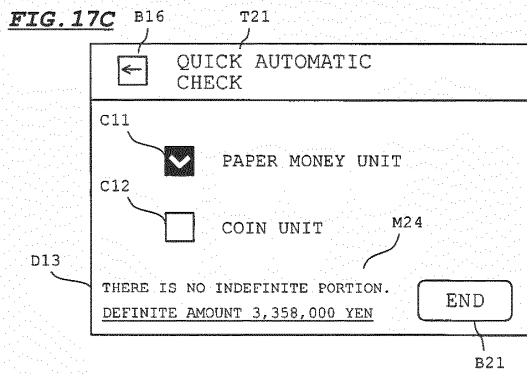 FIG. 17C
B16
T21
QUICK AUTOMATIC
CHECK
C11
PAPER MONEY UNIT
C12
COIN UNIT
M24
D13
THERE IS NO INDEFINITE PORTION.
DEFINITE AMOUNT 3,358,000 YEN
END
B21